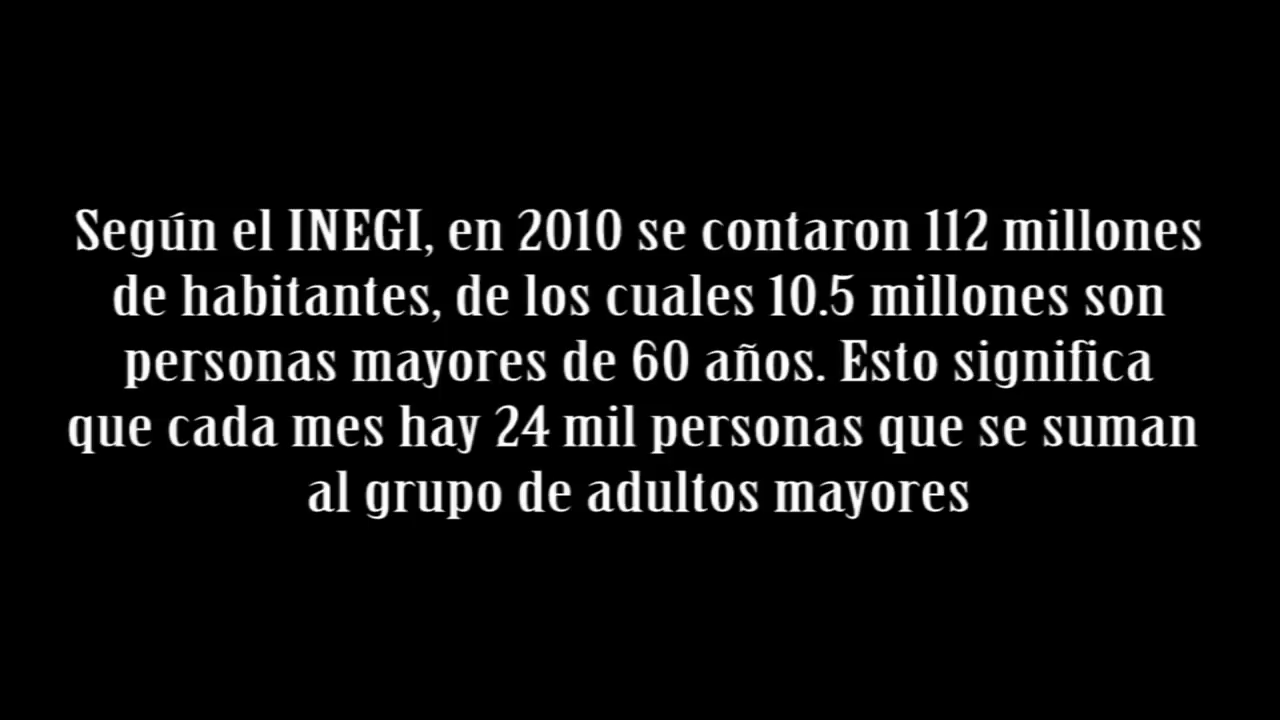 Según el INEGI, en 2010 se contaron 112 millones
de habitantes, de los cuales 10.5 millones son
personas mayores de 60 años. Esto significa
que cada mes hay 24 mil personas que se suman
al grupo de adultos mayores